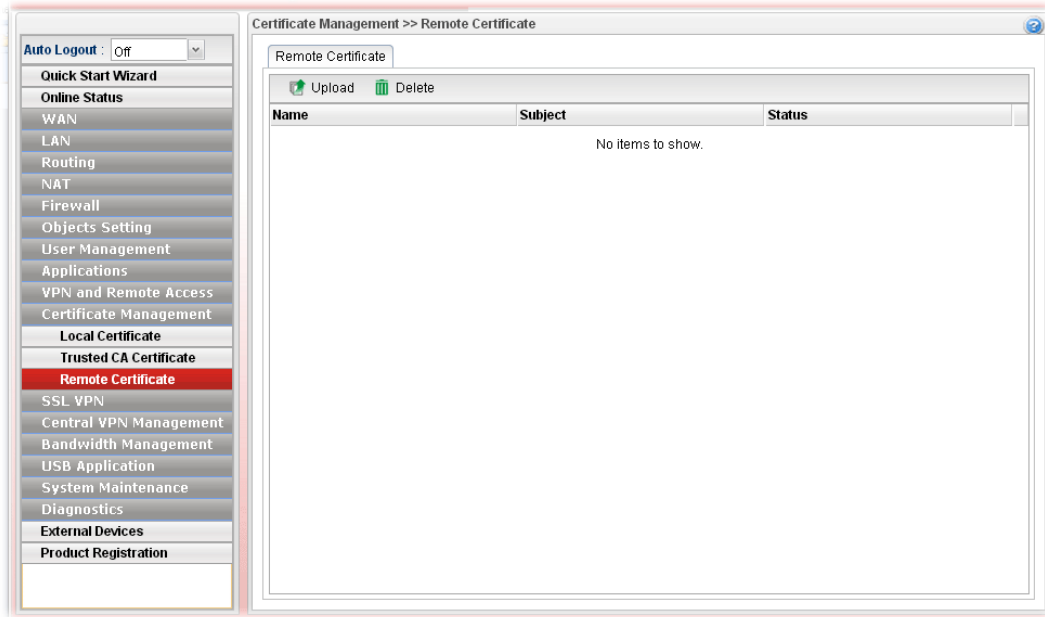 Auto Logout : Off
Quick Start Wizard
Online Status
WAN
LAN
Routing
NAT
Firewall
Objects Setting
User Management
Applications
VPN and Remote Access
Certificate Management
Local Certificate
Trusted CA Certificate
Remote Certificate
SSL VPN
Central VPN Management
Bandwidth Management
USB Application
System Maintenance
Diagnostics
External Devices
Product Registration
Certificate Management >> Remote Certificate
?
Remote Certificate
Upload Delete
Name Subject Status
No items to show.